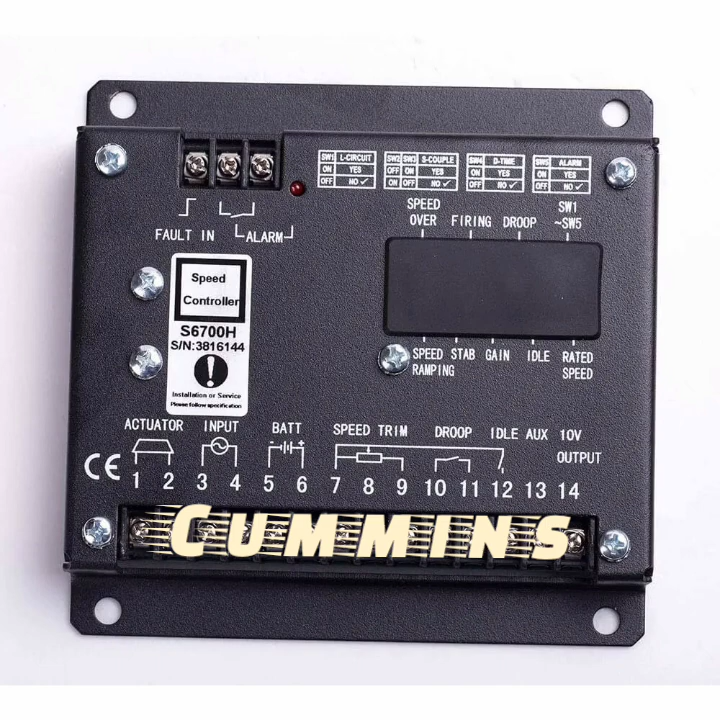 SW1 L-CIRCUIT
ON YES
OFF NO ✓
SW2 SW3 S-COUPLE
OFF ON YES
ON OFF NO ✓
SW4 D-TIME
ON YES
OFF NO ✓
SW5 ALARM
ON YES
OFF NO ✓
FAULT IN
ALARM
SPEED OVER
FIRING
DROOP
SW1 ~SW5
Speed
Controller
S6700H
S/N:3816144
Installation or Service
Please follow specification
SPEED RAMPING
STAB
GAIN
IDLE
RATED SPEED
ACTUATOR INPUT BATT SPEED TRIM DROOP IDLE AUX 10V
OUTPUT
- +
CE 1 2 3 4 5 6 7 8 9 10 11 12 13 14
CUMMINS